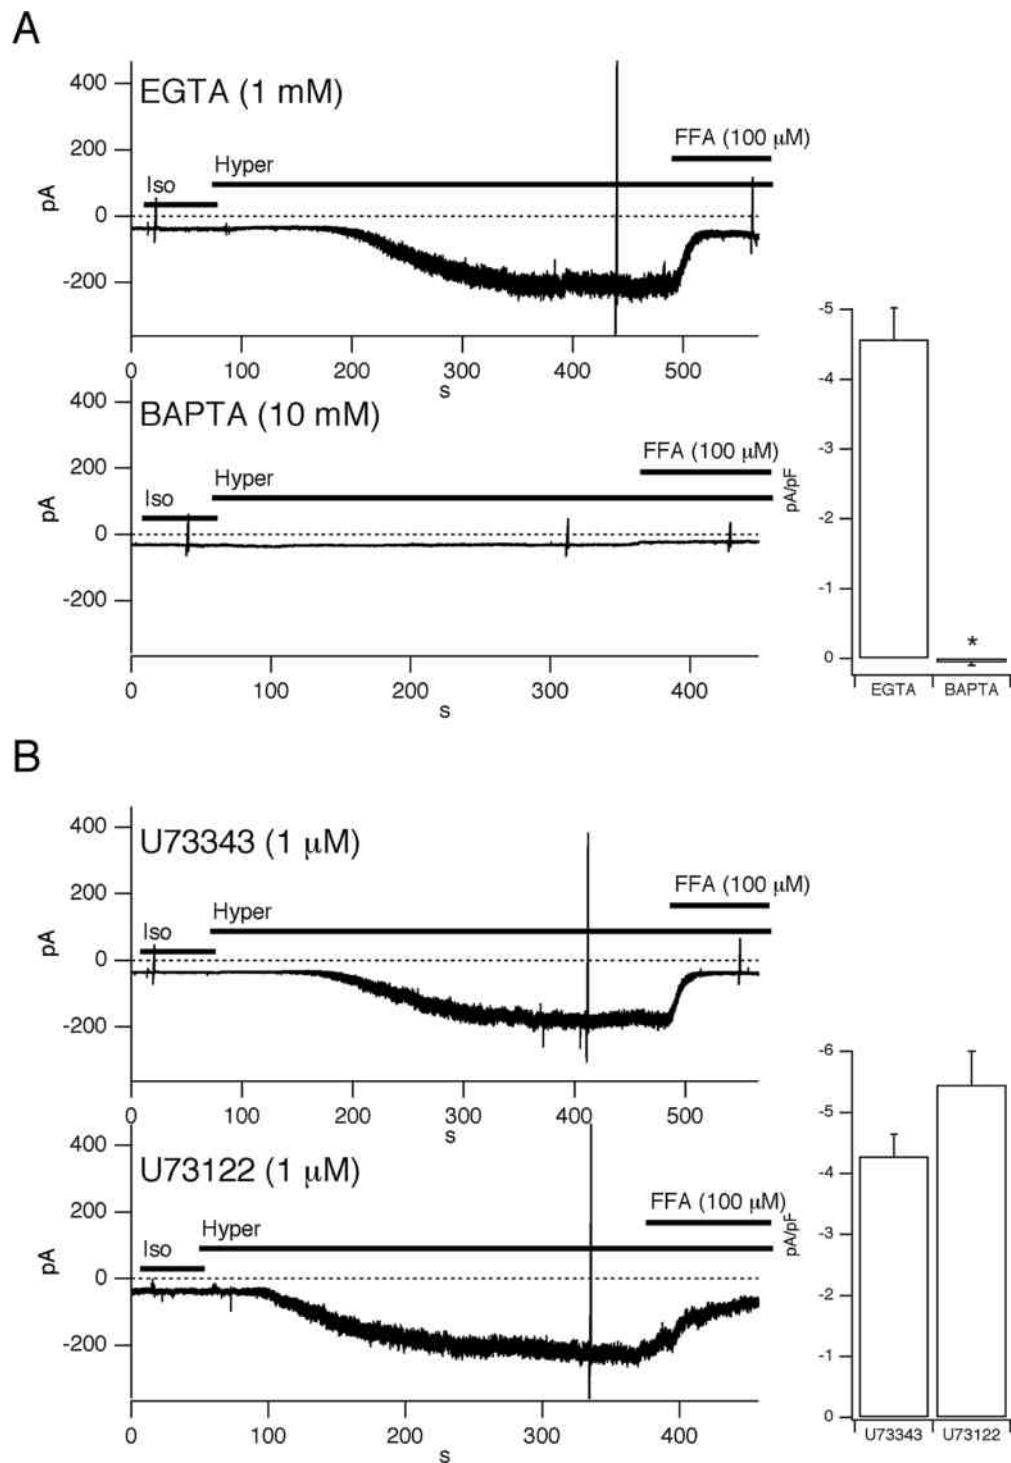 A
EGTA (1 mM)
FFA (100 μM)
Hyper
Iso
pA
400
200
0
-200
0 100 200 300 400 500
s
BAPTA (10 mM)
FFA (100 μM)
Hyper
Iso
pA
400
200
0
-200
0 100 200 300 400
s
-5
-4
-3
-2
-1
0
pA/pF
*
EGTA BAPTA
B
U73343 (1 μM)
FFA (100 μM)
Hyper
Iso
pA
400
200
0
-200
0 100 200 300 400 500
s
U73122 (1 μM)
FFA (100 μM)
Hyper
Iso
pA
400
200
0
-200
0 100 200 300 400
s
-6
-5
-4
-3
-2
-1
0
pA/pF
U73343 U73122